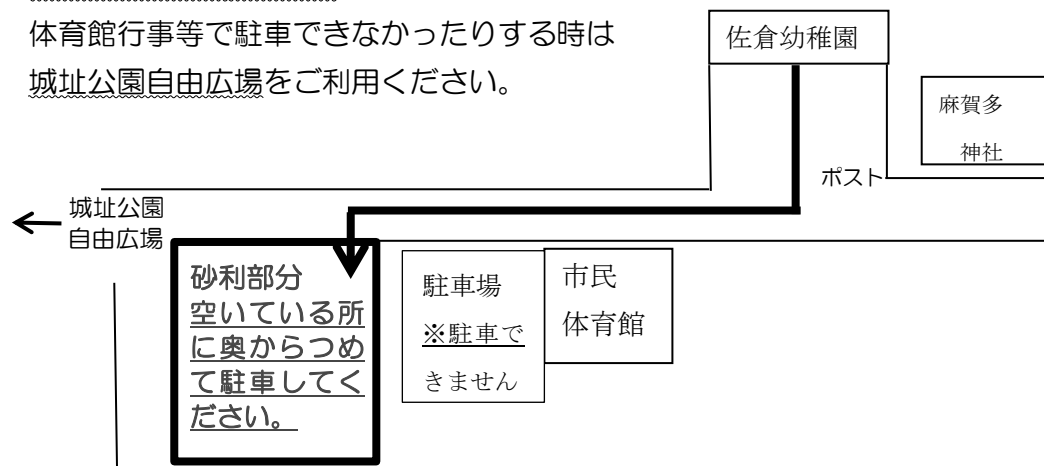 体育館行事等で駐車できなかったりする時は
城址公園自由広場をご利用ください。
佐倉幼稚園
麻賀多
神社
ポスト
城址公園
自由広場
砂利部分
空いている所
に奥からつめ
て駐車してく
ださい。
駐車場
※駐車で
きません
市民
体育館